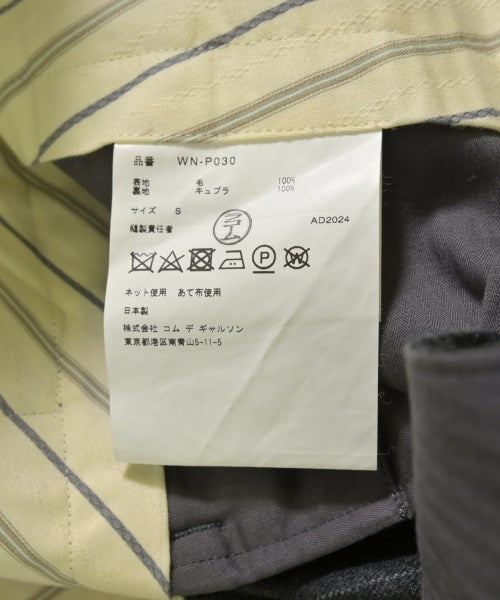 品番 WN-P030
表地 毛 100%
裏地 キュプラ 100%
サイズ S
縫製責任者
AD2024
ネット使用 あて布使用
日本製
株式会社 コム デ ギャルソン
東京都港区南青山5-11-5